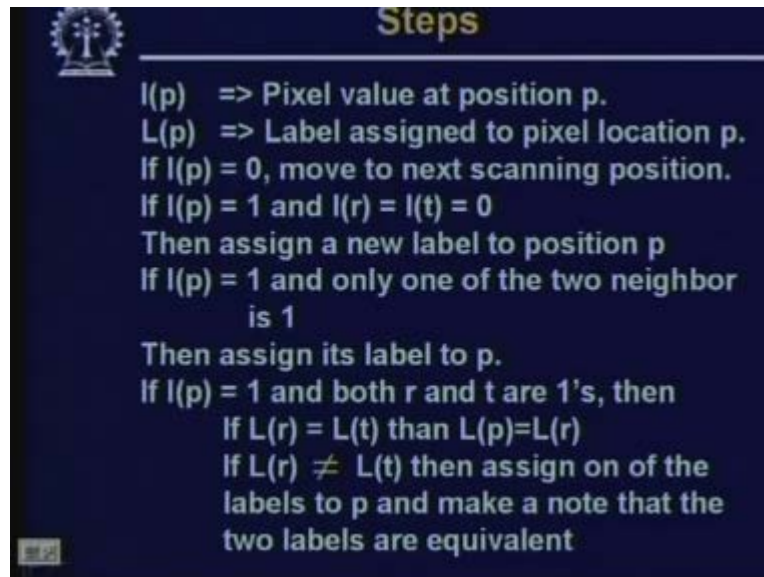 Steps
I(p) => Pixel value at position p.
L(p) => Label assigned to pixel location p.
If I(p) = 0, move to next scanning position.
If I(p) = 1 and I(r) = I(t) = 0
Then assign a new label to position p
If I(p) = 1 and only one of the two neighbor
is 1
Then assign its label to p.
If I(p) = 1 and both r and t are 1's, then
If L(r) = L(t) than L(p)=L(r)
If L(r) ≠ L(t) then assign on of the
labels to p and make a note that the
two labels are equivalent